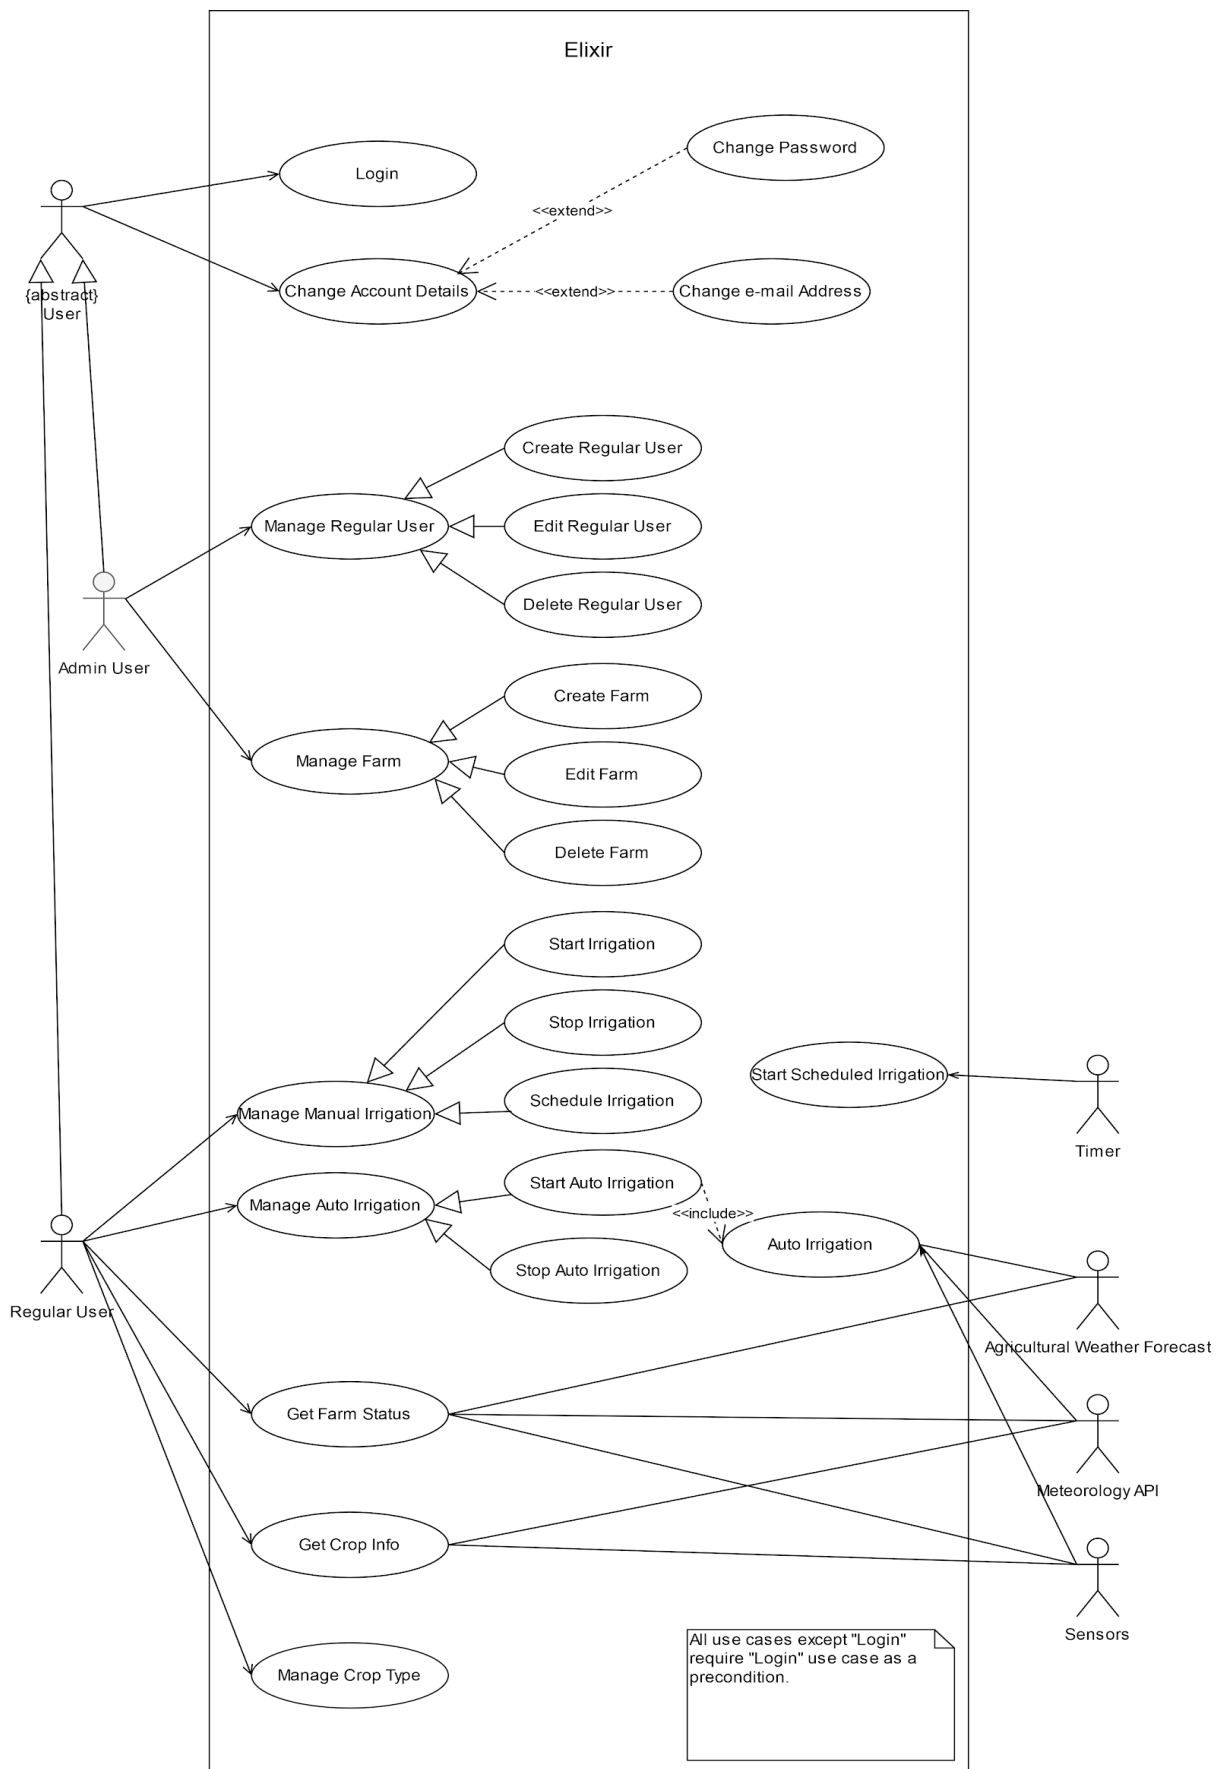 Elixir
Login
Change Password
<<extend>>
Change Account Details
<<extend>>
Change e-mail Address
{abstract}
User
Create Regular User
Manage Regular User
Edit Regular User
Delete Regular User
Admin User
Create Farm
Manage Farm
Edit Farm
Delete Farm
Start Irrigation
Stop Irrigation
Start Scheduled Irrigation
Schedule Irrigation
Manage Manual Irrigation
Timer
Start Auto Irrigation
Manage Auto Irrigation
<<include>>
Auto Irrigation
Stop Auto Irrigation
Regular User
Agricultural Weather Forecast
Get Farm Status
Meteorology API
Get Crop Info
Sensors
All use cases except "Login"
require "Login" use case as a
precondition.
Manage Crop Type